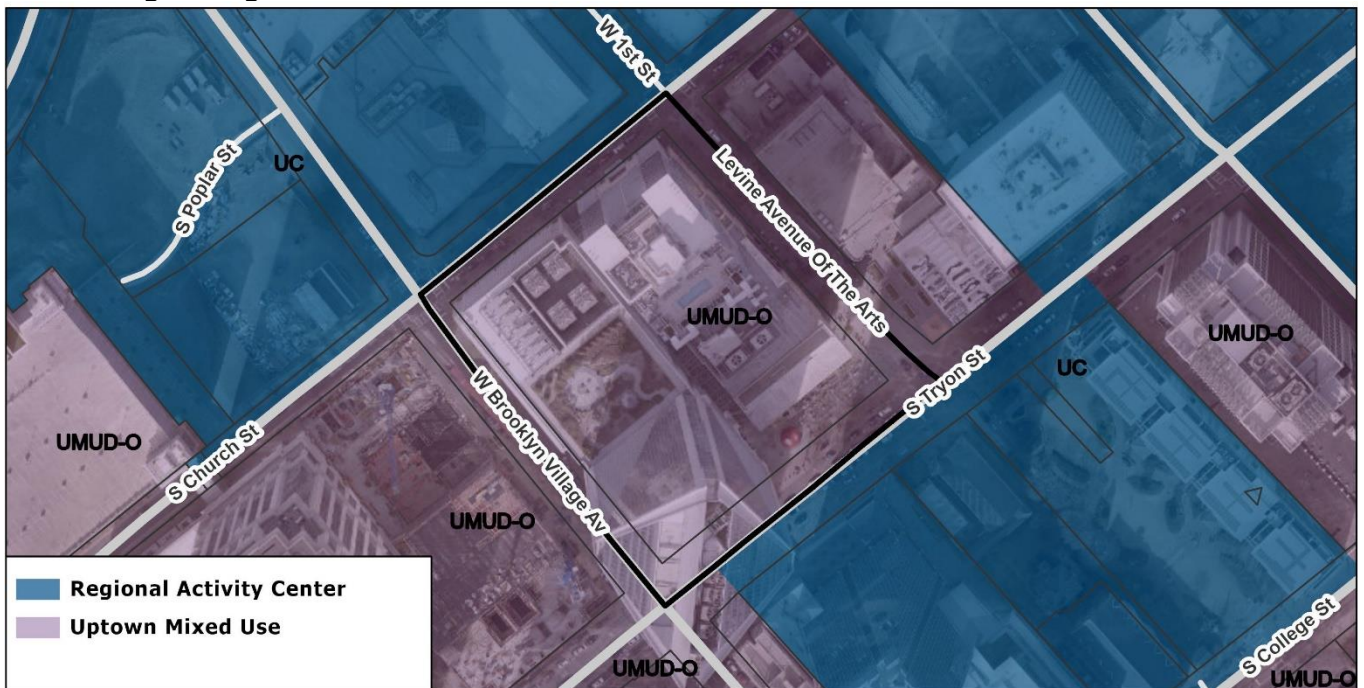 W 1st St
S Poplar St
UC
Levine Avenue Of The Arts
UMUD-O
UMUD-O
S Tryon St
UC
UMUD-O
S Church St
W Brooklyn Village Av
UMUD-O
Regional Activity Center
Uptown Mixed Use
UMUD-O
S College St
UMUD-O